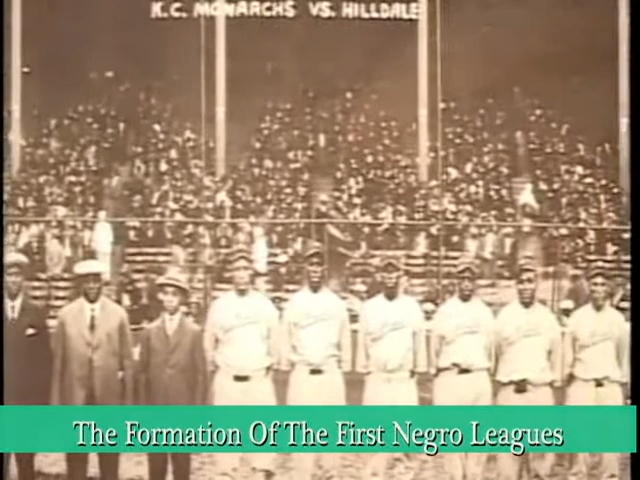 K.C. MONARCHS VS. HILLDALE
The Formation Of The First Negro Leagues